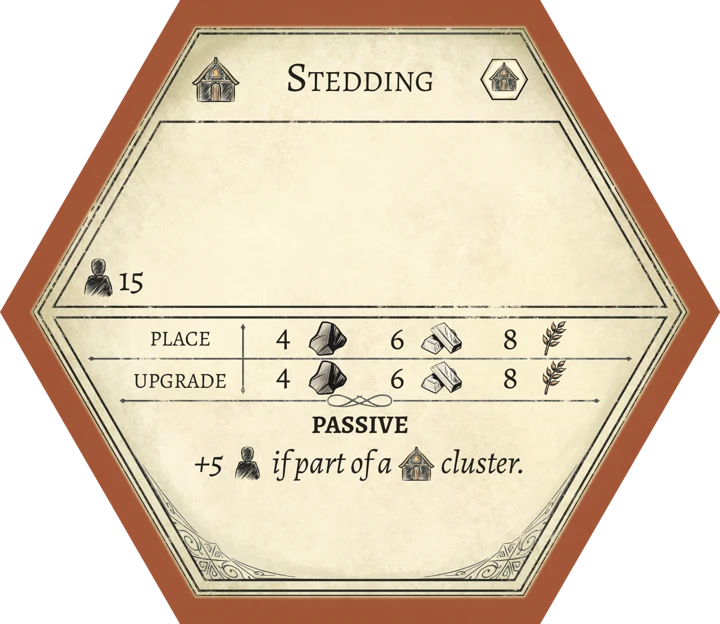 STEDDING
15
PLACE 4 6 8
UPGRADE 4 6 8
PASSIVE
+5 if part of a cluster.